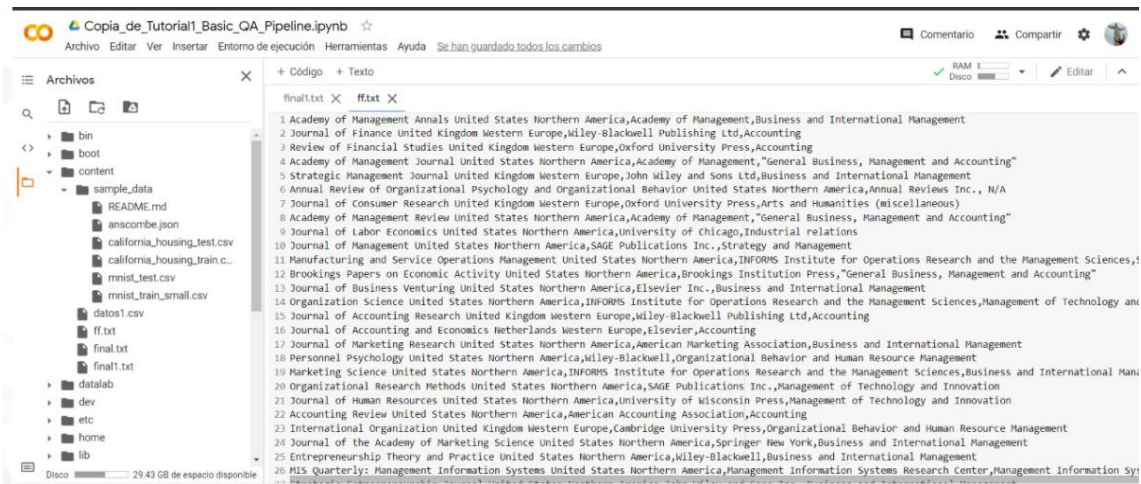 Copia_de_Tutorial1_Basic_QA_Pipeline.ipynb
Archivo Editar Ver Insertar Entorno de ejecución Herramientas Ayuda Se han guardado todos los cambios
Comentario Compartir
Archivos
+ Código + Texto
RAM
Disco
Editar
final1.txt ff.txt
bin
boot
content
sample_data
README.md
anscombe.json
california_housing_test.csv
california_housing_train.c...
mnist_test.csv
mnist_train_small.csv
datos1.csv
ff.txt
final.txt
final1.txt
datalab
dev
etc
home
lib
Disco 29.43 GB de espacio disponible
1 Academy of Management Annals United States Northern America,Academy of Management,Business and International Management
2 Journal of Finance United Kingdom Western Europe,Wiley-Blackwell Publishing Ltd,Accounting
3 Review of Financial Studies United Kingdom Western Europe,Oxford University Press,Accounting
4 Academy of Management Journal United States Northern America,Academy of Management,"General Business, Management and Accounting"
5 Strategic Management Journal United Kingdom Western Europe,John Wiley and Sons Ltd,Business and International Management
6 Annual Review of Organizational Psychology and Organizational Behavior United States Northern America,Annual Reviews Inc., N/A
7 Journal of Consumer Research United Kingdom Western Europe,Oxford University Press,Arts and Humanities (miscellaneous)
8 Academy of Management Review United States Northern America,Academy of Management,"General Business, Management and Accounting"
9 Journal of Labor Economics United States Northern America,University of Chicago,Industrial relations
10 Journal of Management United States Northern America,SAGE Publications Inc.,Strategy and Management
11 Manufacturing and Service Operations Management United States Northern America,INFORMS Institute for Operations Research and the Management Sciences,S
12 Brookings Papers on Economic Activity United States Northern America,Brookings Institution Press,"General Business, Management and Accounting"
13 Journal of Business Venturing United States Northern America,Elsevier Inc.,Business and International Management
14 Organization Science United States Northern America,INFORMS Institute for Operations Research and the Management Sciences,Management of Technology and
15 Journal of Accounting Research United Kingdom Western Europe,Wiley-Blackwell Publishing Ltd,Accounting
16 Journal of Accounting and Economics Netherlands Western Europe,Elsevier,Accounting
17 Journal of Marketing Research United States Northern America,American Marketing Association,Business and International Management
18 Personnel Psychology United States Northern America,Wiley-Blackwell,Organizational Behavior and Human Resource Management
19 Marketing Science United States Northern America,INFORMS Institute for Operations Research and the Management Sciences,Business and International Mana
20 Organizational Research Methods United States Northern America,SAGE Publications Inc.,Management of Technology and Innovation
21 Journal of Human Resources United States Northern America,University of Wisconsin Press,Management of Technology and Innovation
22 Accounting Review United States Northern America,American Accounting Association,Accounting
23 International Organization United Kingdom Western Europe,Cambridge University Press,Organizational Behavior and Human Resource Management
24 Journal of the Academy of Marketing Science United States Northern America,Springer New York,Business and International Management
25 Entrepreneurship Theory and Practice United States Northern America,Wiley-Blackwell,Business and International Management
26 MIS Quarterly: Management Information Systems United States Northern America,Management Information Systems Research Center,Management Information Sys